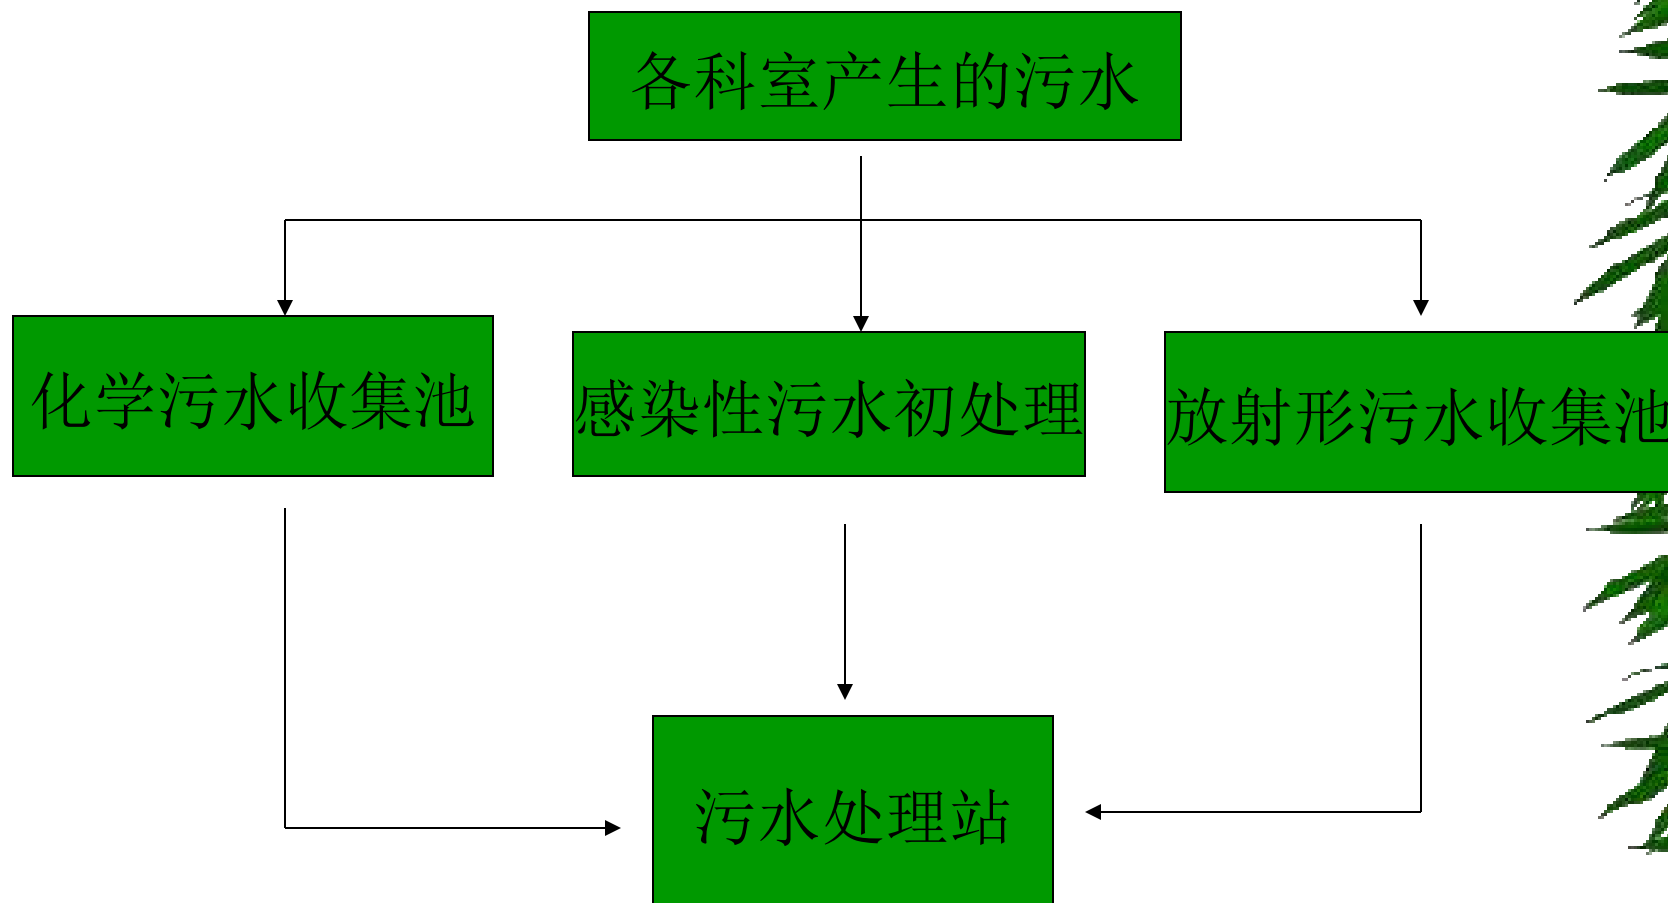 各科室产生的污水
化学污水收集池
感染性污水初处理
放射形污水收集池
污水处理站